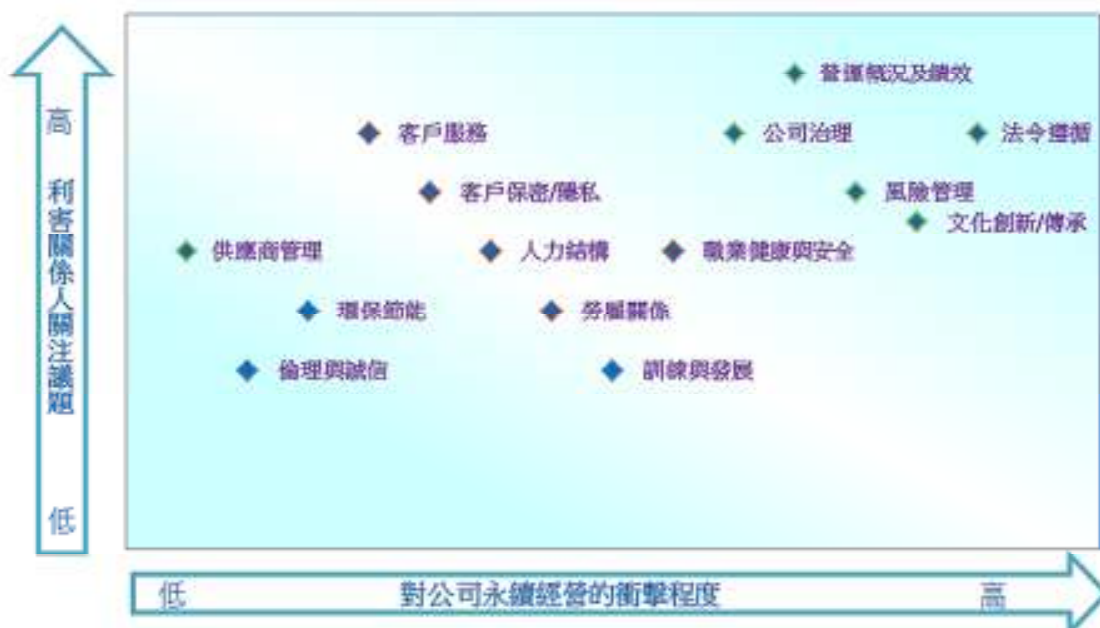 高
利害關係人關注議題
低
營運概況及績效
客戶服務
公司治理
法令遵循
客戶保密/隱私
風險管理
文化創新/傳承
供應商管理
人力結構
職業健康與安全
環保節能
勞雇關係
倫理與誠信
訓練與發展
低
對公司永續經營的衝擊程度
高